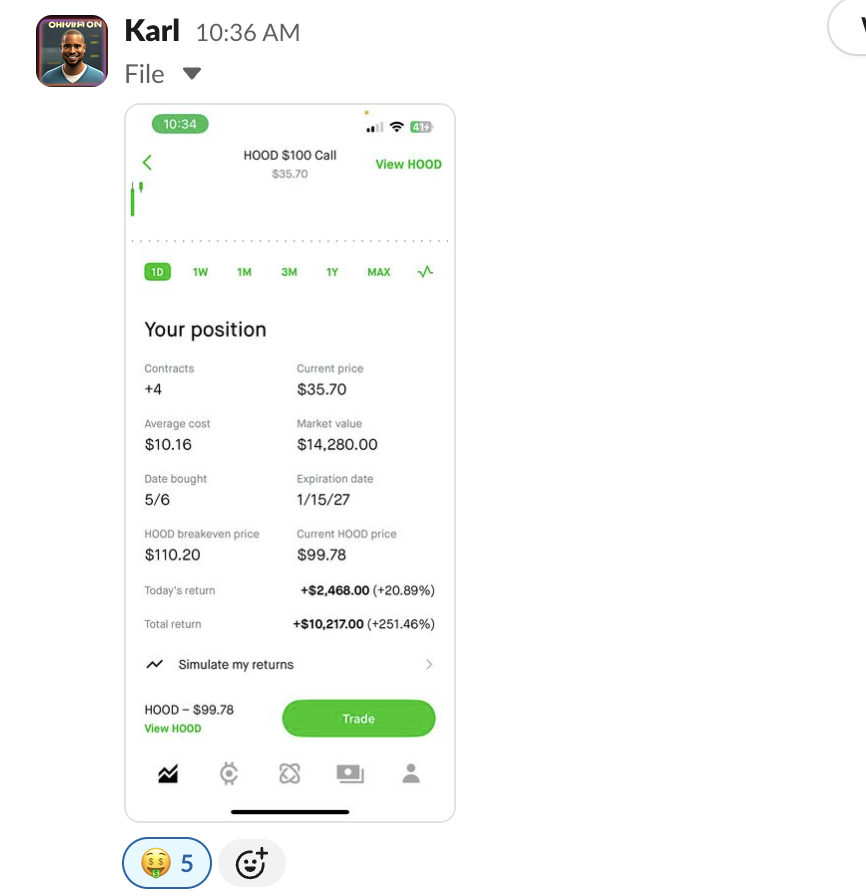 Karl 10:36 AM
File
10:34
41
HOOD $100 Call
$35.70
View HOOD
1D 1W 1M 3M 1Y MAX
Your position
Contracts Current price
+4 $35.70
Average cost Market value
$10.16 $14,280.00
Date bought Expiration date
5/6 1/15/27
HOOD breakeven price Current HOOD price
$110.20 $99.78
Today's return +$2,468.00 (+20.89%)
Total return +$10,217.00 (+251.46%)
Simulate my returns
HOOD – $99.78
View HOOD
Trade
5